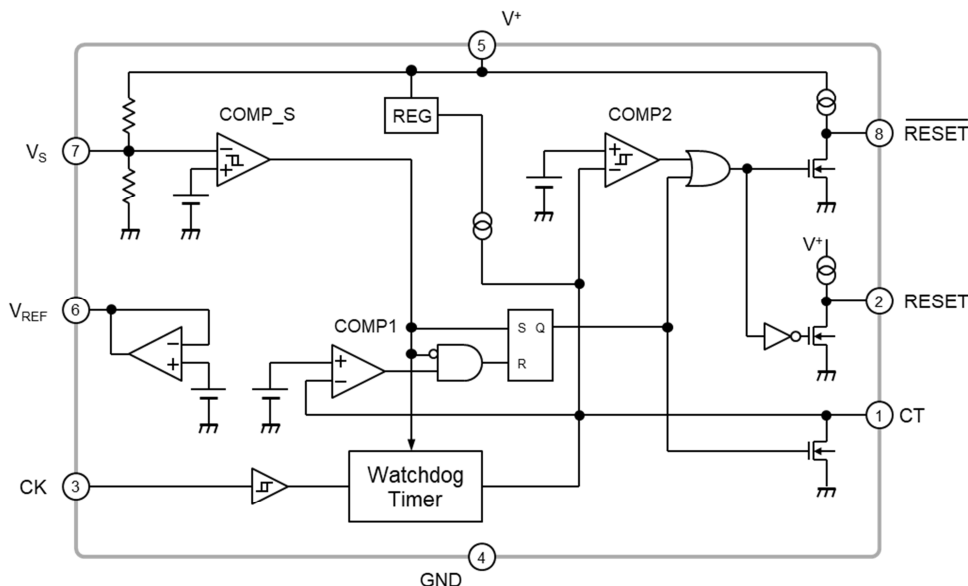 V⁺
5
COMP_S
COMP2
REG
8
RESET
VS
7
−
+
+
−
V⁺
VREF
6
2
RESET
−
+
COMP1
S Q
R
+
−
1
CT
CK
3
Watchdog
Timer
4
GND